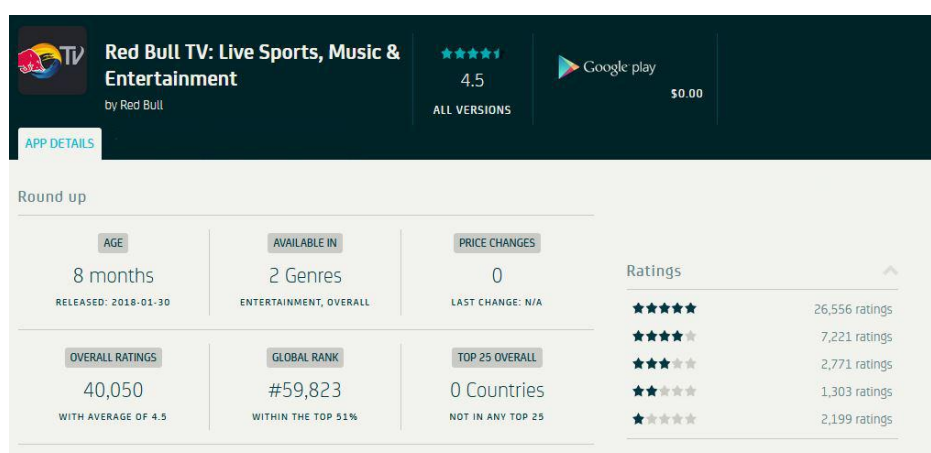 TV
Red Bull TV: Live Sports, Music &
Entertainment
by Red Bull
4.5
ALL VERSIONS
Google play
$0.00
APP DETAILS
Round up
AGE
8 months
RELEASED: 2018-01-30
AVAILABLE IN
2 Genres
ENTERTAINMENT, OVERALL
PRICE CHANGES
0
LAST CHANGE: N/A
OVERALL RATINGS
40,050
WITH AVERAGE OF 4.5
GLOBAL RANK
#59,823
WITHIN THE TOP 51%
TOP 25 OVERALL
0 Countries
NOT IN ANY TOP 25
Ratings
26,556 ratings
7,221 ratings
2,771 ratings
1,303 ratings
2,199 ratings